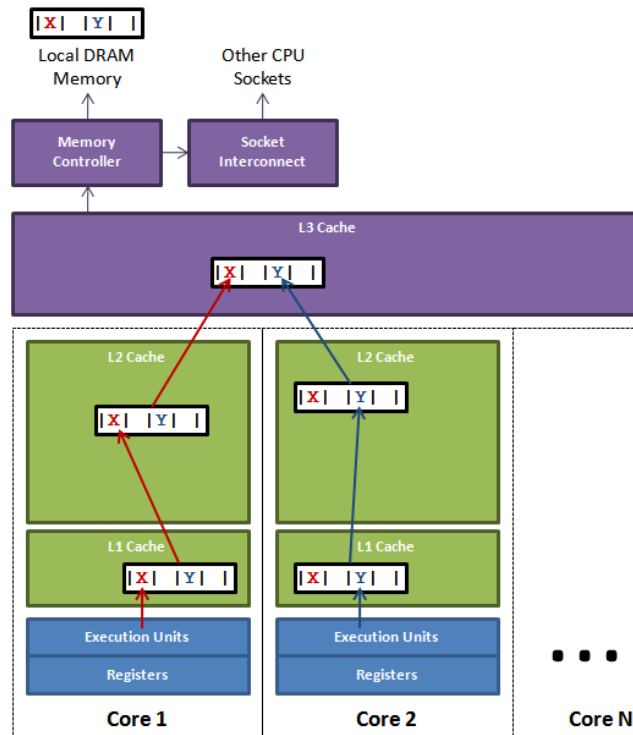 |X| |Y| |
Local DRAM
Memory
Other CPU
Sockets
Memory
Controller
Socket
Interconnect
L3 Cache
|X| |Y| |
L2 Cache
L2 Cache
|X| |Y| |
|X| |Y| |
L1 Cache
L1 Cache
|X| |Y| |
|X| |Y| |
Execution Units
Execution Units
Registers
Registers
...
Core 1
Core 2
Core N